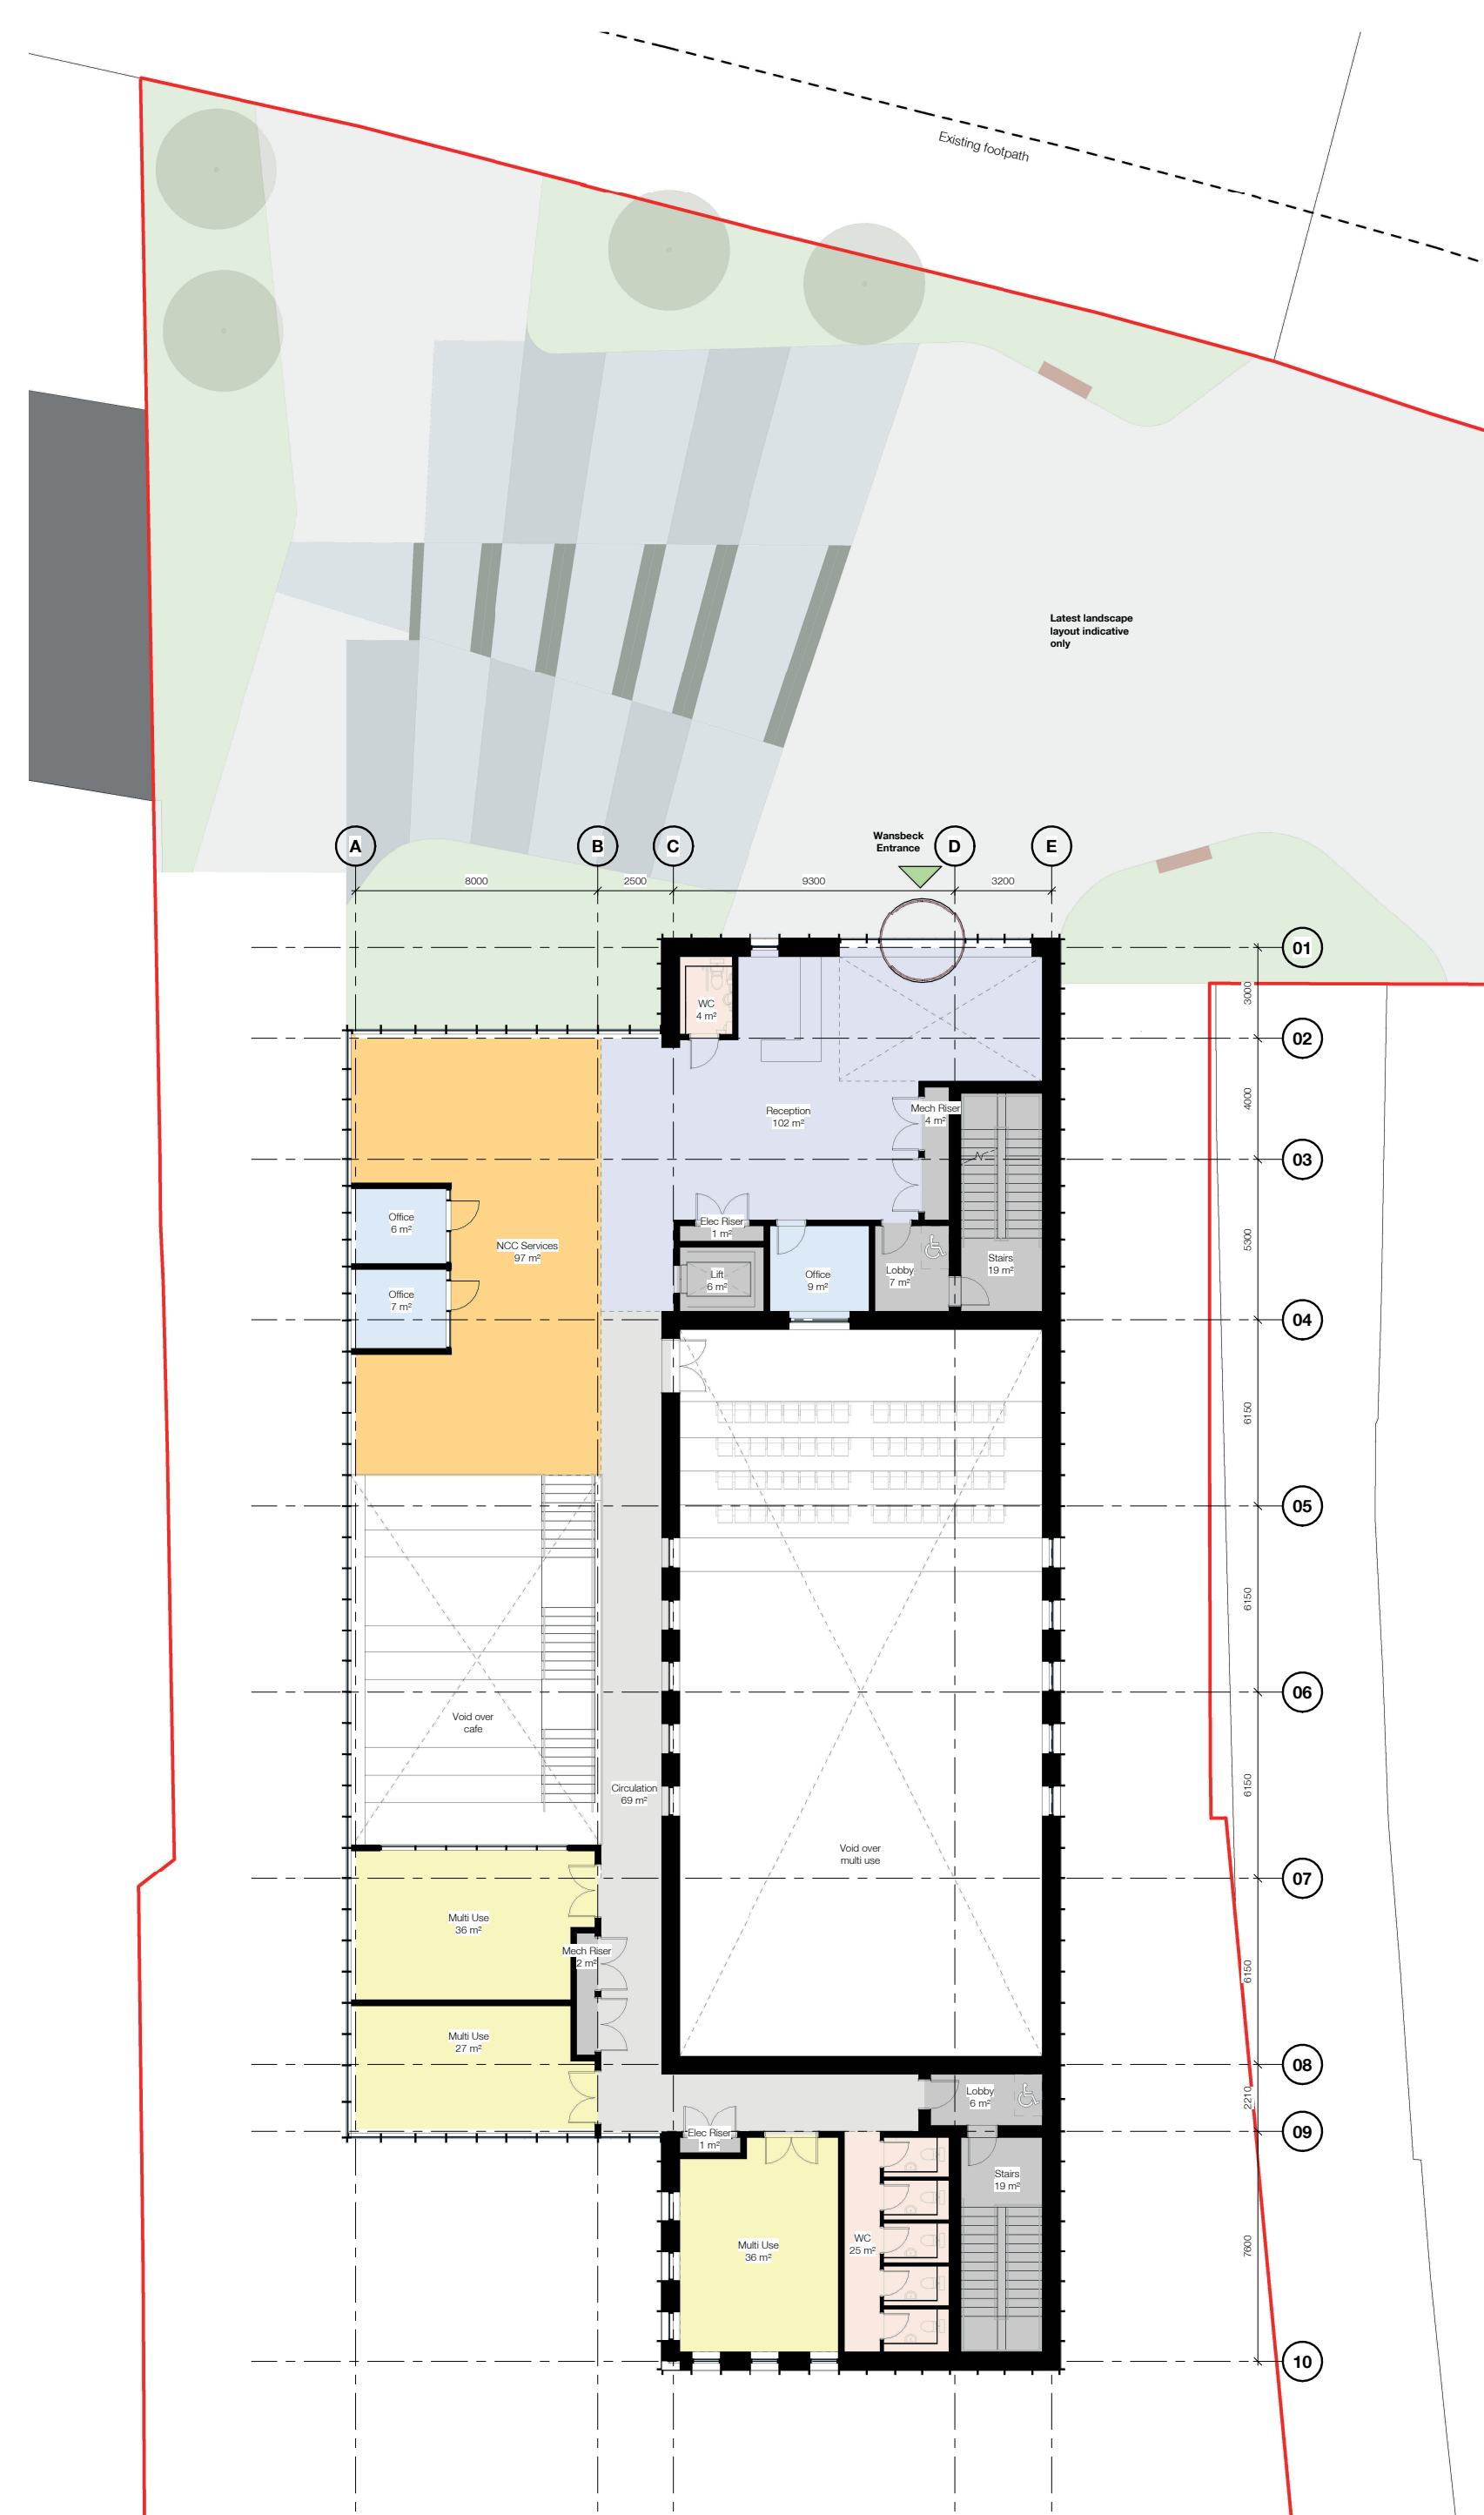 Existing footpath
Latest landscape
layout indicative
only
Wansbeck
Entrance
A
B
C
D
E
8000
2500
9300
3200
01
3000
WC
4 m²
02
4000
Reception
102 m²
Mech Riser
4 m²
03
Office
6 m²
NCC Services
97 m²
Elec Riser
1 m²
5300
Stairs
19 m²
Lift
6 m²
Office
9 m²
Lobby
7 m²
Office
7 m²
04
6150
05
6150
06
Void over
cafe
6150
Circulation
69 m²
Void over
multi use
07
Multi Use
36 m²
Mech Riser
2 m²
6150
Multi Use
27 m²
08
Lobby
6 m²
2210
09
Elec Riser
1 m²
Stairs
19 m²
Multi Use
36 m²
WC
25 m²
7600
10